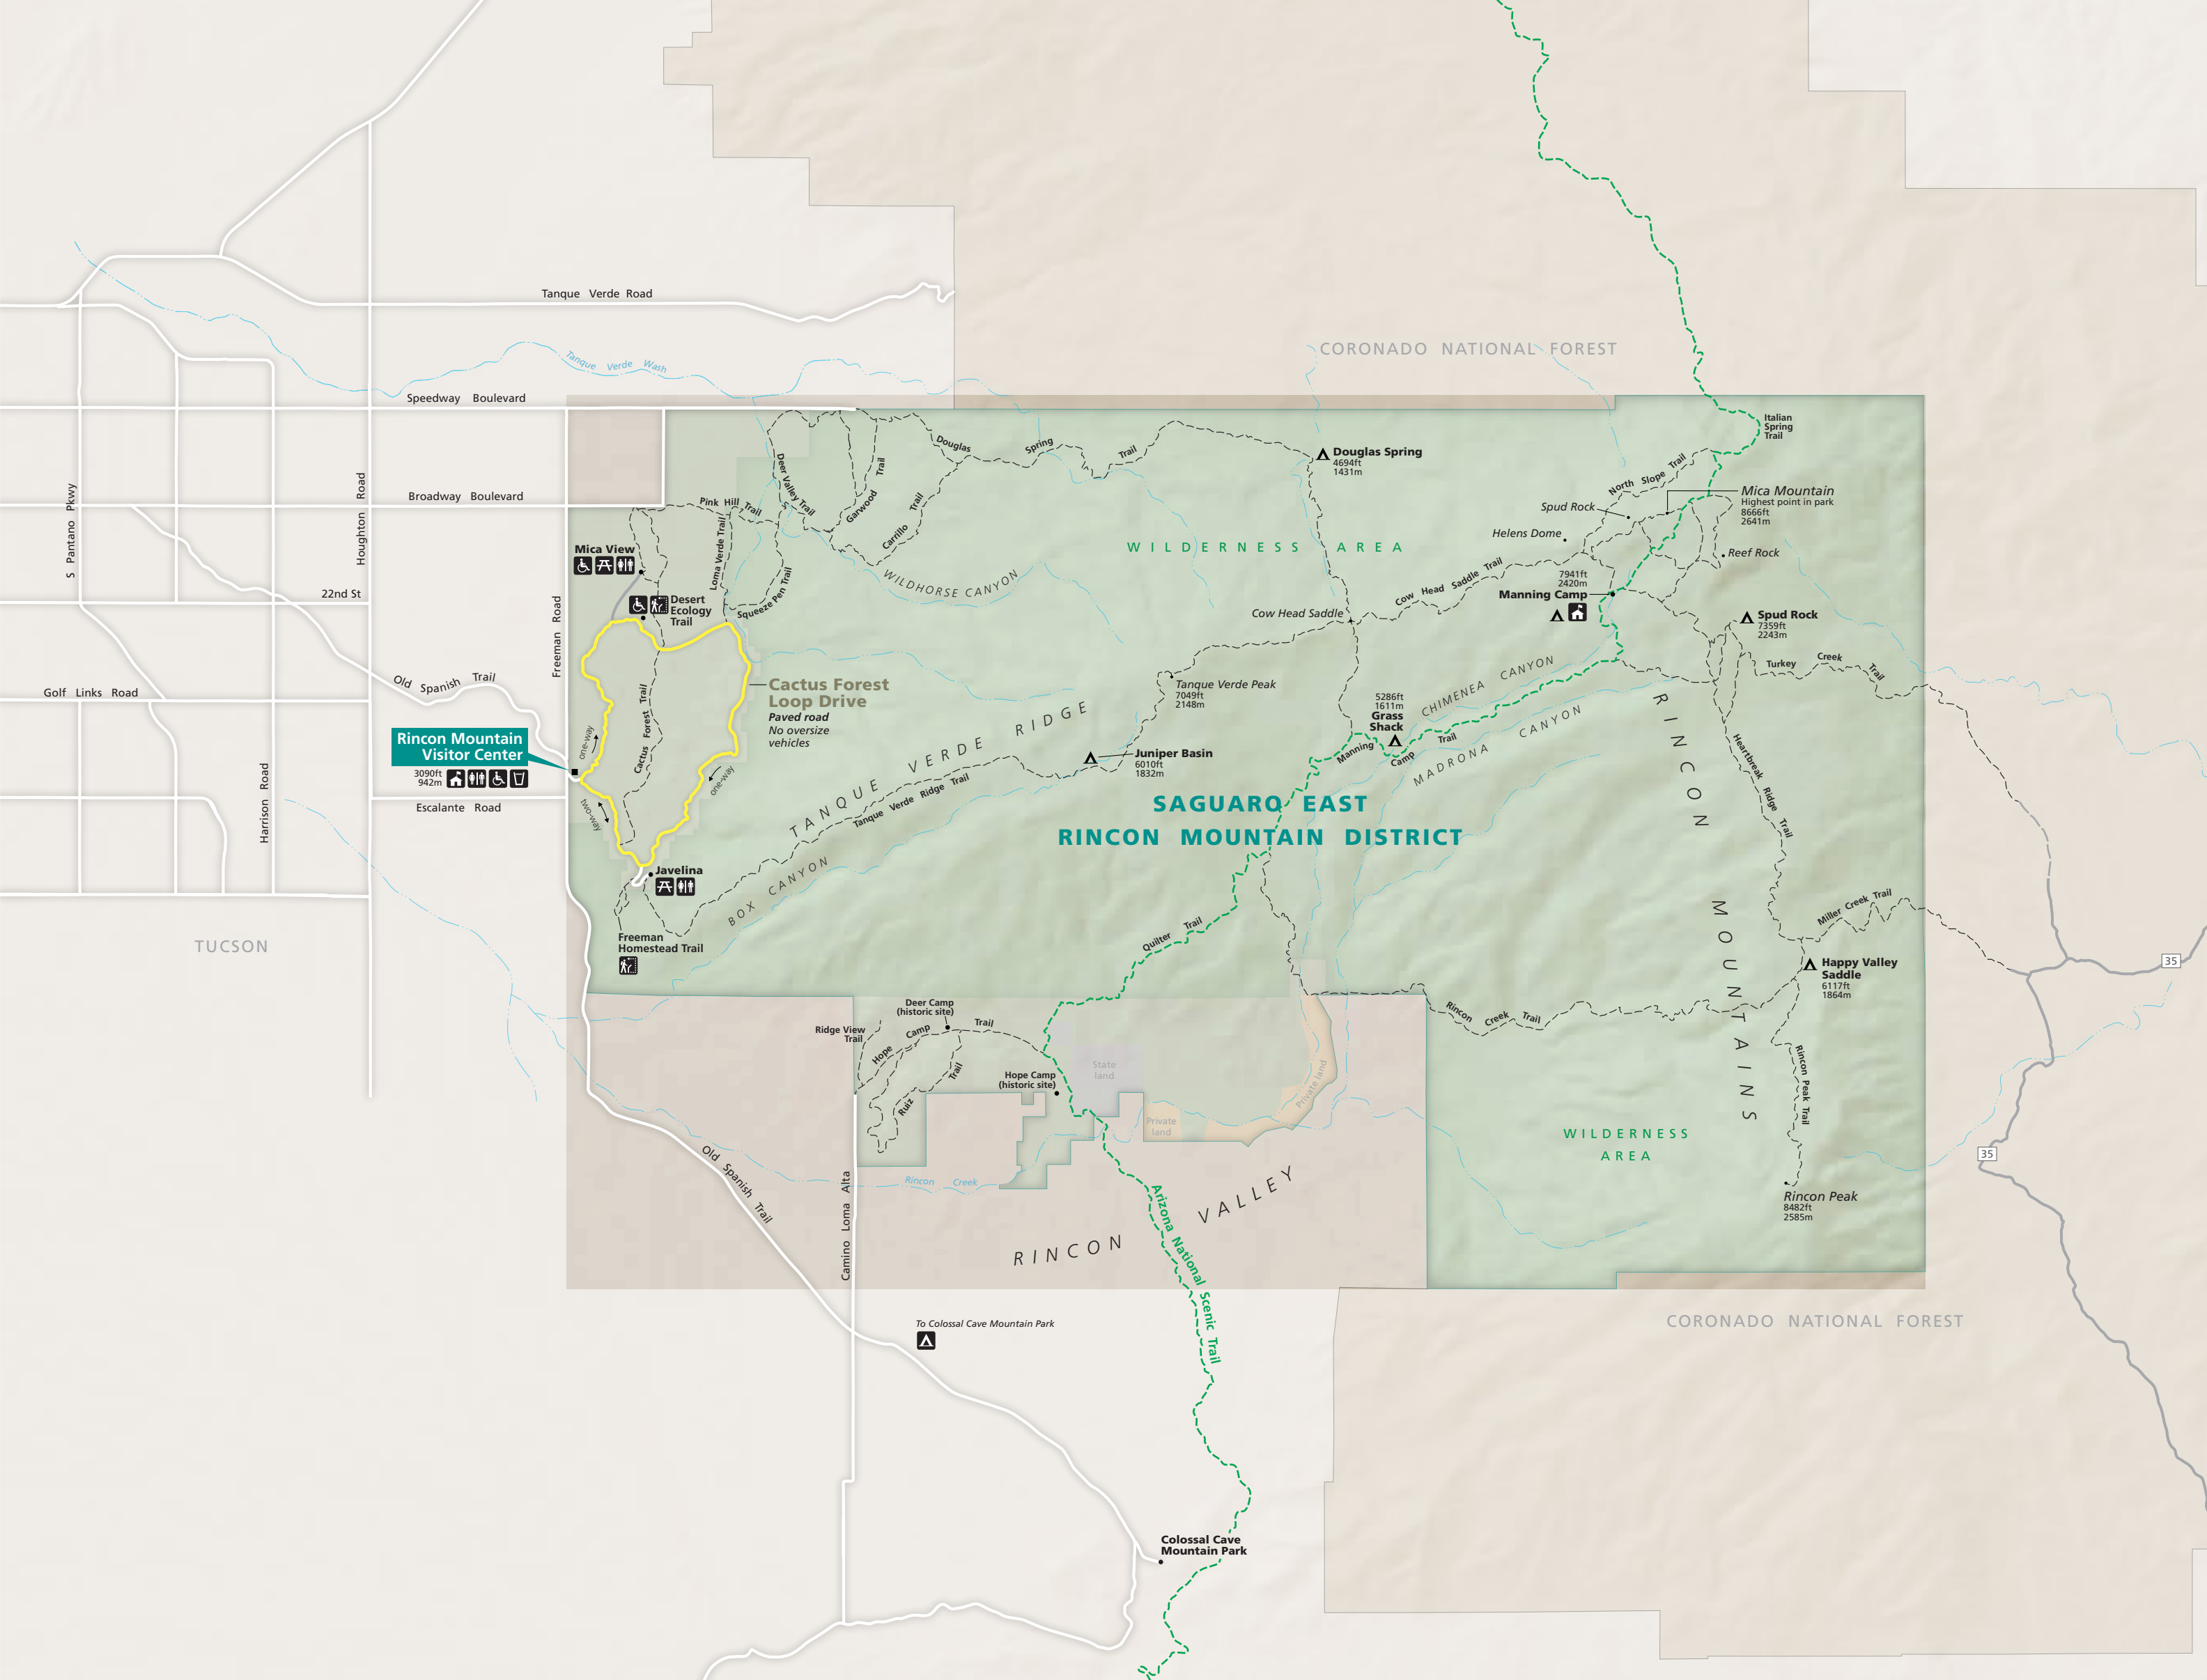 CORONADO NATIONAL FOREST
Tanque Verde Road
Tanque Verde Wash
Speedway Boulevard
Broadway Boulevard
22nd St
Golf Links Road
Escalante Road
Old Spanish Trail
S Pantano Pkwy
Houghton Road
Harrison Road
Freeman Road
TUCSON
Rincon Mountain
Visitor Center
3090ft
942m
Mica View
Desert
Ecology
Trail
Pink Hill Trail
Loma Verde Trail
Deer Valley Trail
Squeeze Pen Trail
Garwood Trail
Carrillo Trail
Douglas Spring Trail
WILDHORSE CANYON
Cactus Forest Trail
one-way
two-way
one-way
Cactus Forest
Loop Drive
Paved road
No oversize
vehicles
Javelina
Freeman
Homestead Trail
BOX CANYON
TANQUE VERDE RIDGE
Tanque Verde Ridge Trail
Juniper Basin
6010ft
1832m
Tanque Verde Peak
7049ft
2148m
WILDERNESS AREA
Douglas Spring
4694ft
1431m
Cow Head Saddle
Cow Head Saddle Trail
Helens Dome
Spud Rock
North Slope Trail
Italian
Spring
Trail
Mica Mountain
Highest point in park
8666ft
2641m
Reef Rock
7941ft
2420m
Manning Camp
Spud Rock
7359ft
2243m
Turkey Creek Trail
5286ft
1611m
Grass
Shack
CHIMENEA CANYON
Manning Camp Trail
MADRONA CANYON
SAGUARO EAST
RINCON MOUNTAIN DISTRICT
RINCON MOUNTAINS
Heartbreak Ridge Trail
Miller Creek Trail
Happy Valley
Saddle
6117ft
1864m
35
35
Quilter Trail
Rincon Creek Trail
Rincon Peak Trail
Rincon Peak
8482ft
2585m
WILDERNESS
AREA
Deer Camp
(historic site)
Ridge View
Trail
Hope Camp Trail
Ruiz Trail
Hope Camp
(historic site)
State
land
Private
land
Private land
Rincon Creek
RINCON VALLEY
Old Spanish Trail
Camino Loma Alta
Arizona National Scenic Trail
To Colossal Cave Mountain Park
CORONADO NATIONAL FOREST
Colossal Cave
Mountain Park